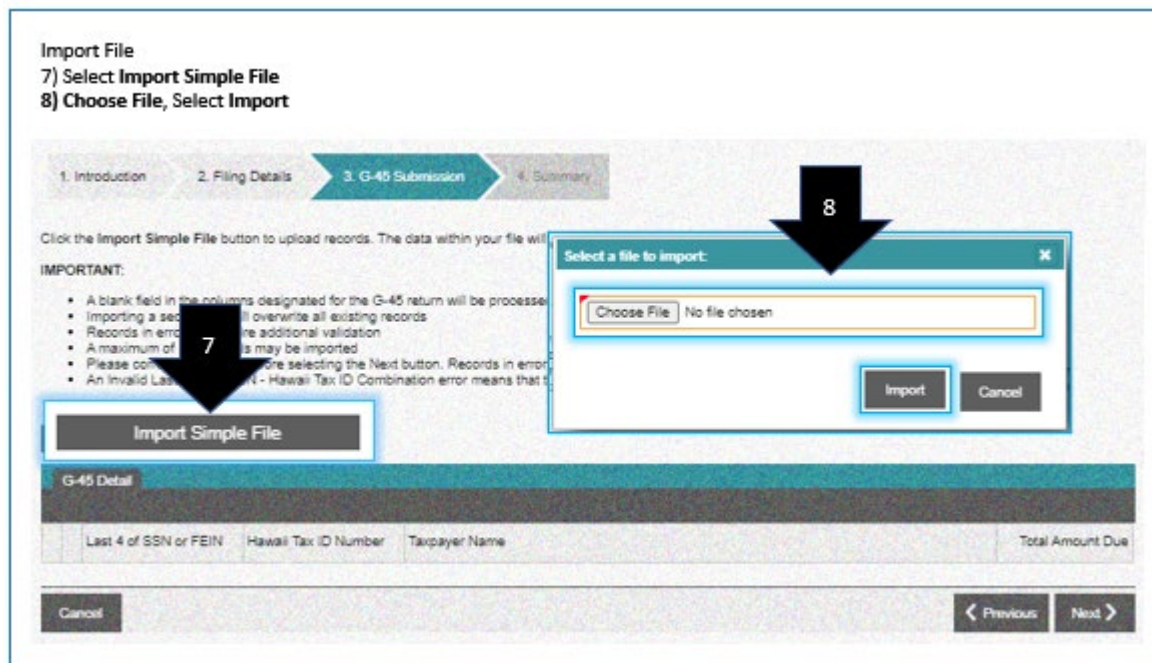 Import File
7) Select Import Simple File
8) Choose File, Select Import
1. Introduction
2. Filing Details
3. G-45 Submission
4. Summary
8
Click the Import Simple File button to upload records. The data within your file will
Select a file to import:
IMPORTANT:
A blank field in the columns designated for the G-45 return will be processed
Choose File No file chosen
Importing a sec ll overwrite all existing records
Records in erro re additional validation
A maximum of ls may be imported
7
Please co ore selecting the Next button. Records in error
An Invalid Las N - Hawaii Tax ID Combination error means that t
Import
Cancel
Import Simple File
G-45 Detail
Last 4 of SSN or FEIN
Hawaii Tax ID Number
Taxpayer Name
Total Amount Due
Cancel
Previous
Next